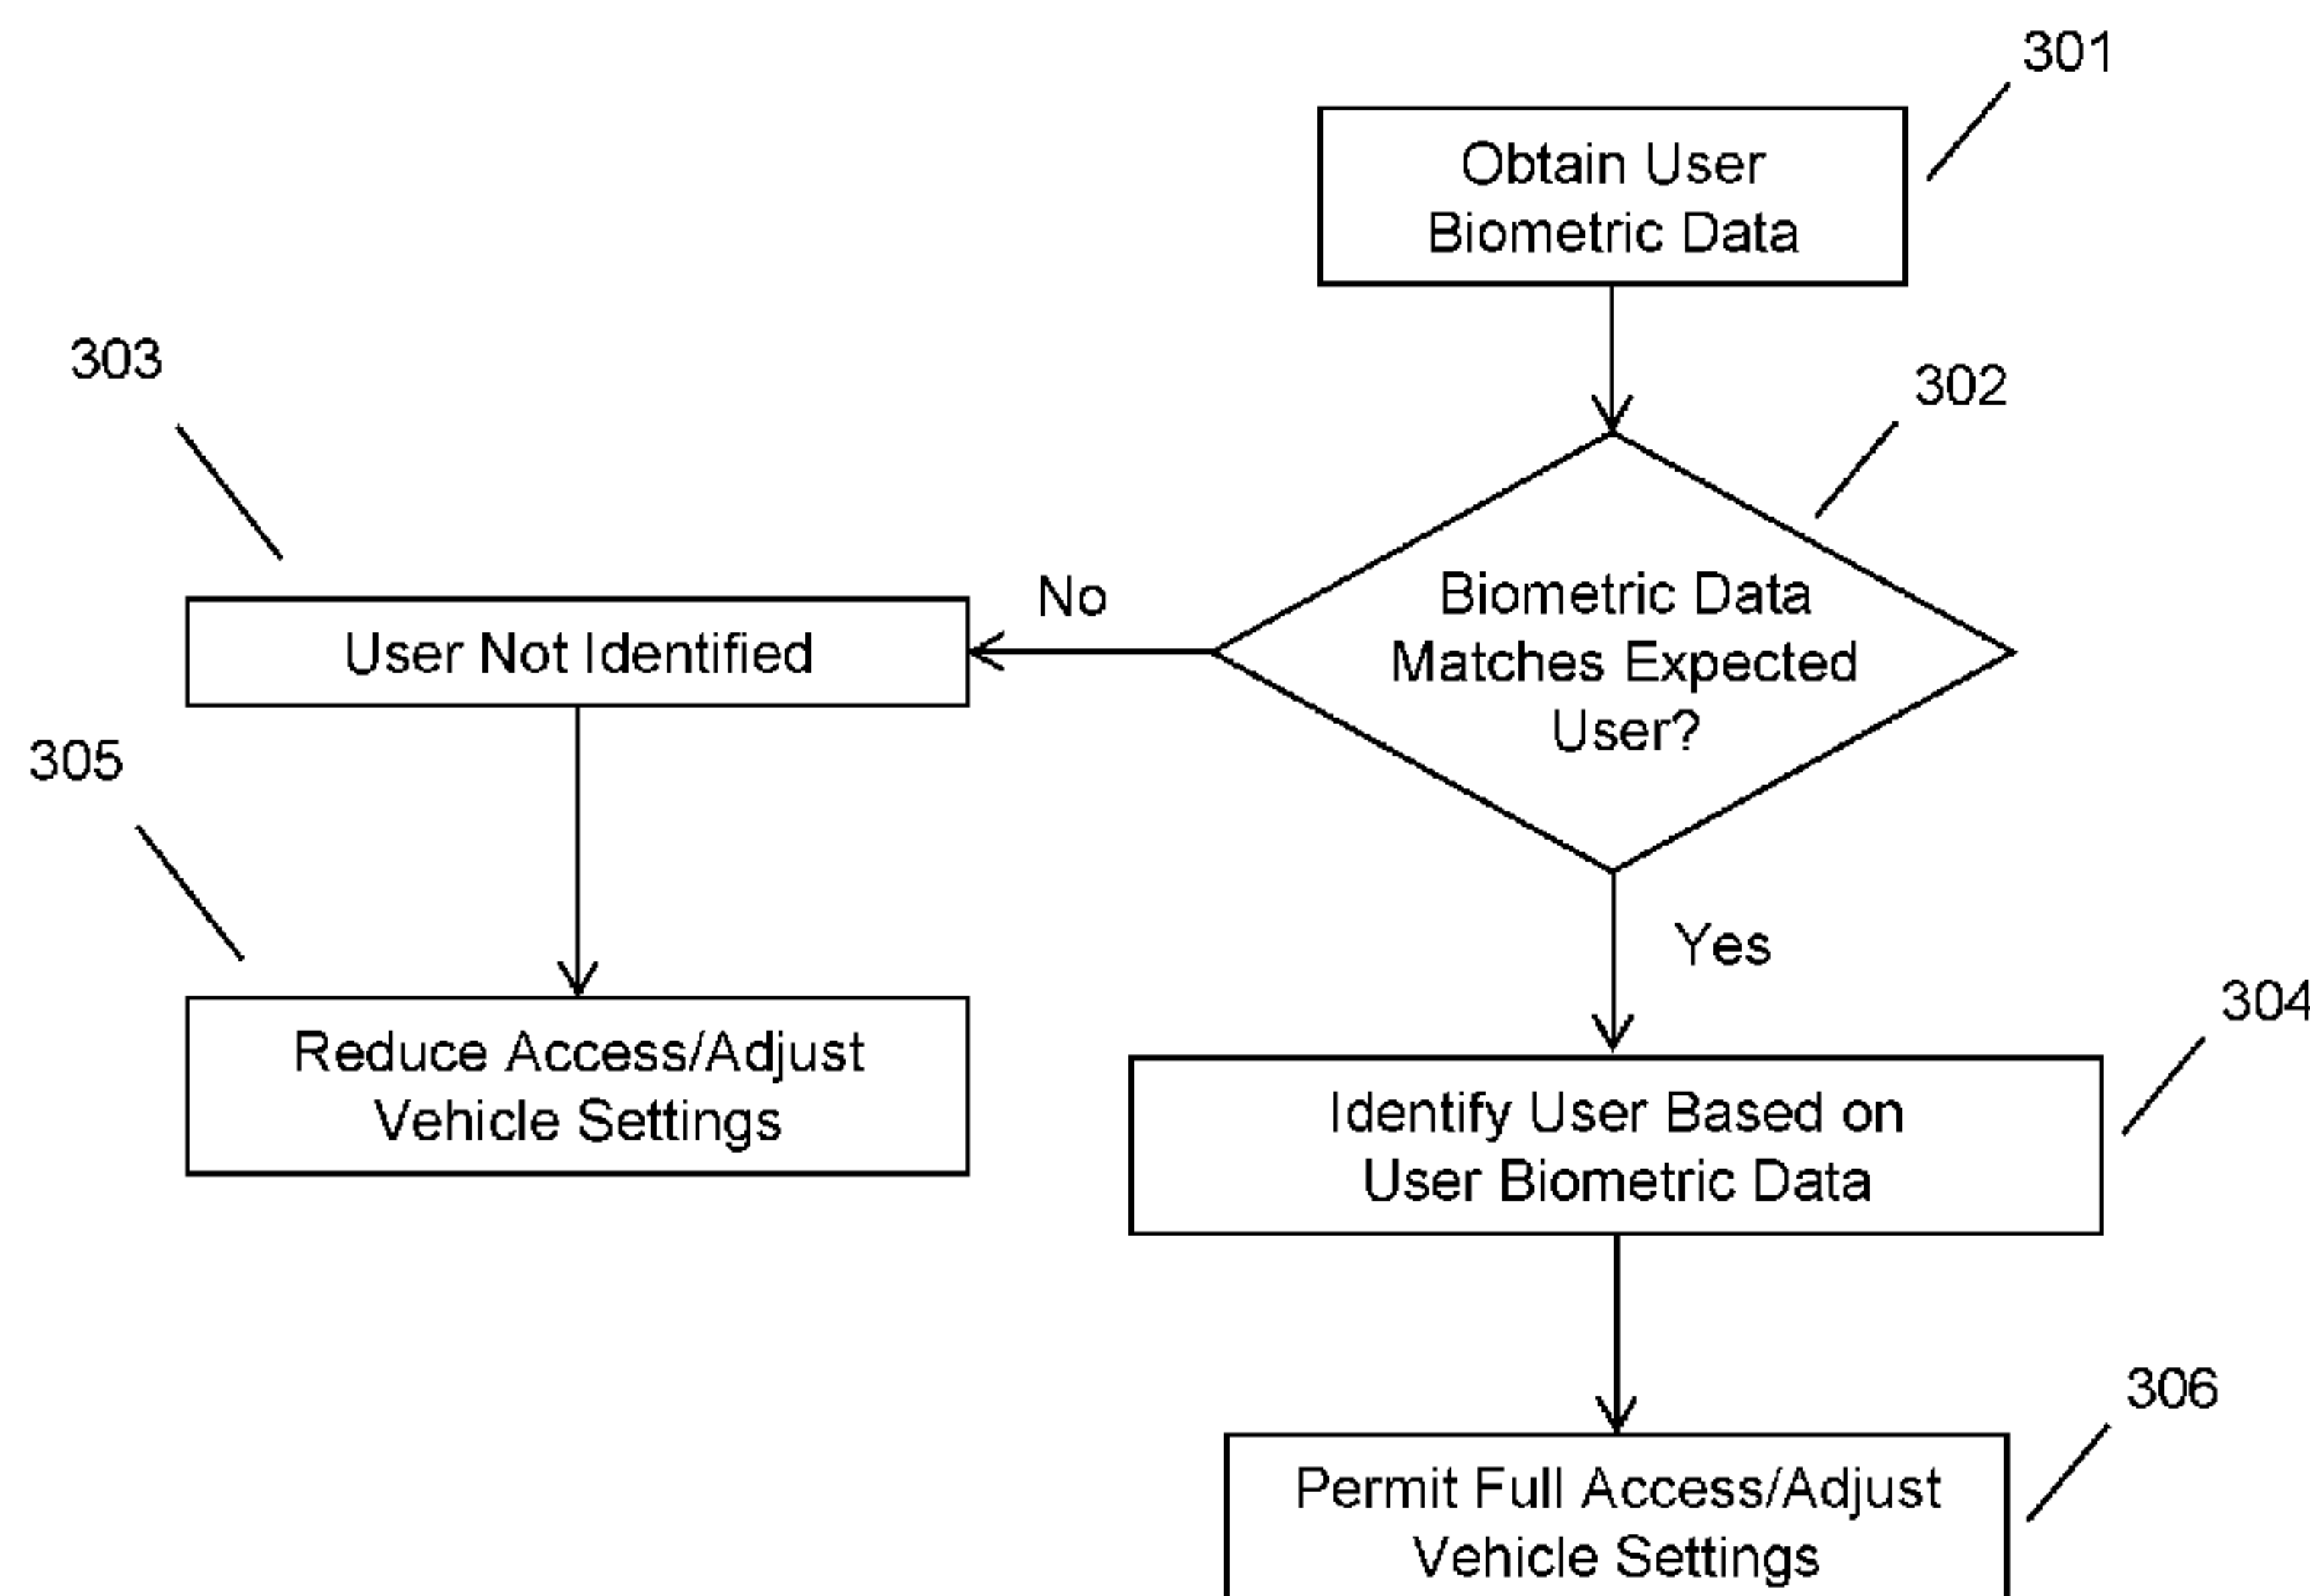 301
Obtain User
Biometric Data
302
Biometric Data
Matches Expected
User?
No
303
User Not Identified
305
Reduce Access/Adjust
Vehicle Settings
Yes
304
Identify User Based on
User Biometric Data
306
Permit Full Access/Adjust
Vehicle Settings